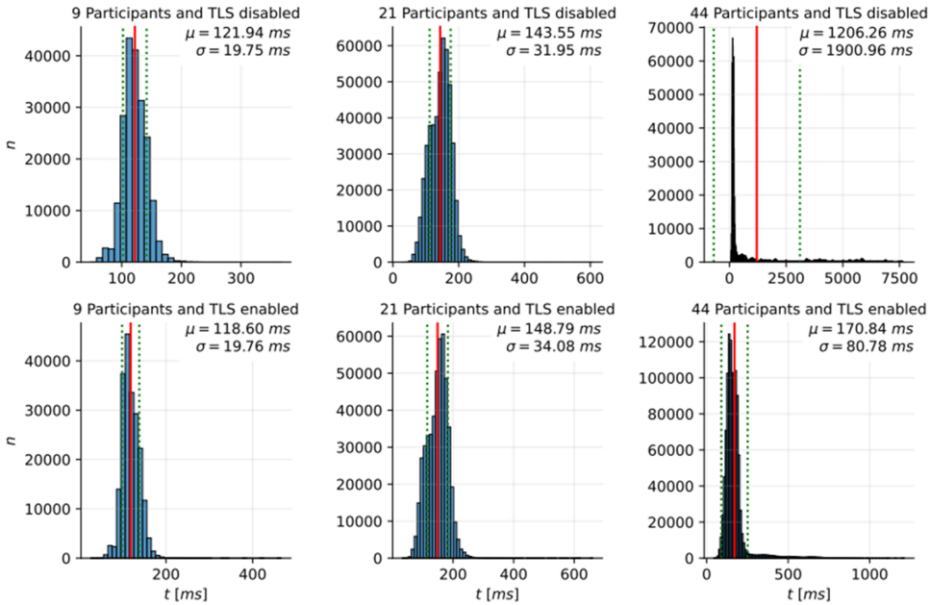 9 Participants and TLS disabled
μ = 121.94 ms
σ = 19.75 ms
40000
30000
20000
10000
0
n
100
200
300
21 Participants and TLS disabled
μ = 143.55 ms
σ = 31.95 ms
60000
50000
40000
30000
20000
10000
0
0
200
400
600
44 Participants and TLS disabled
μ = 1206.26 ms
σ = 1900.96 ms
70000
60000
50000
40000
30000
20000
10000
0
0
2500
5000
7500
9 Participants and TLS enabled
μ = 118.60 ms
σ = 19.76 ms
40000
30000
20000
10000
0
n
200
400
t [ms]
21 Participants and TLS enabled
μ = 148.79 ms
σ = 34.08 ms
60000
50000
40000
30000
20000
10000
0
200
400
600
t [ms]
44 Participants and TLS enabled
μ = 170.84 ms
σ = 80.78 ms
120000
100000
80000
60000
40000
20000
0
0
500
1000
t [ms]